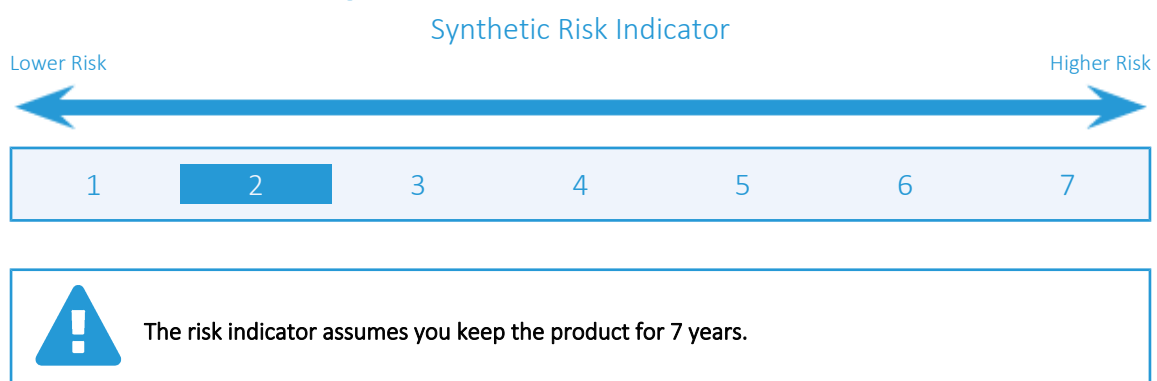 Synthetic Risk Indicator
Lower Risk Higher Risk
1 2 3 4 5 6 7
The risk indicator assumes you keep the product for 7 years.